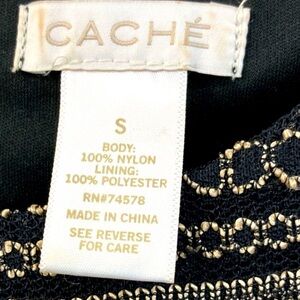 CACHÉ
S
BODY:
100% NYLON
LINING:
100% POLYESTER
RN#74578
MADE IN CHINA
SEE REVERSE
FOR CARE